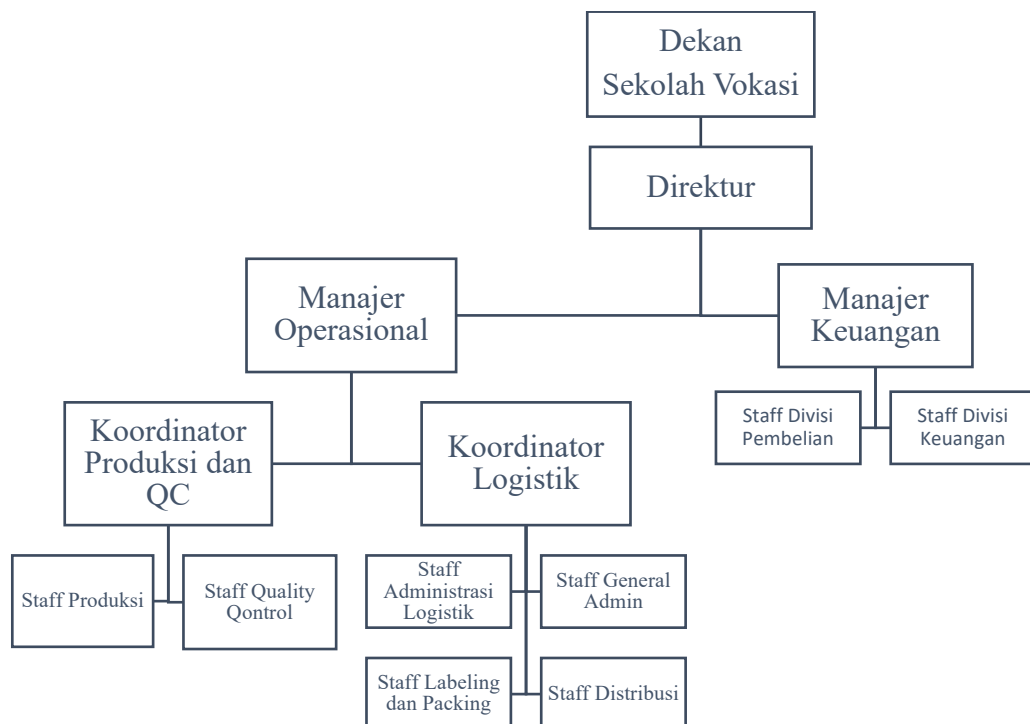 Dekan
Sekolah Vokasi
Direktur
Manajer
Operasional
Manajer
Keuangan
Koordinator
Produksi dan
QC
Koordinator
Logistik
Staff Divisi
Pembelian
Staff Divisi
Keuangan
Staff Produksi
Staff Quality
Qontrol
Staff
Administrasi
Logistik
Staff General
Admin
Staff Labeling
dan Packing
Staff Distribusi